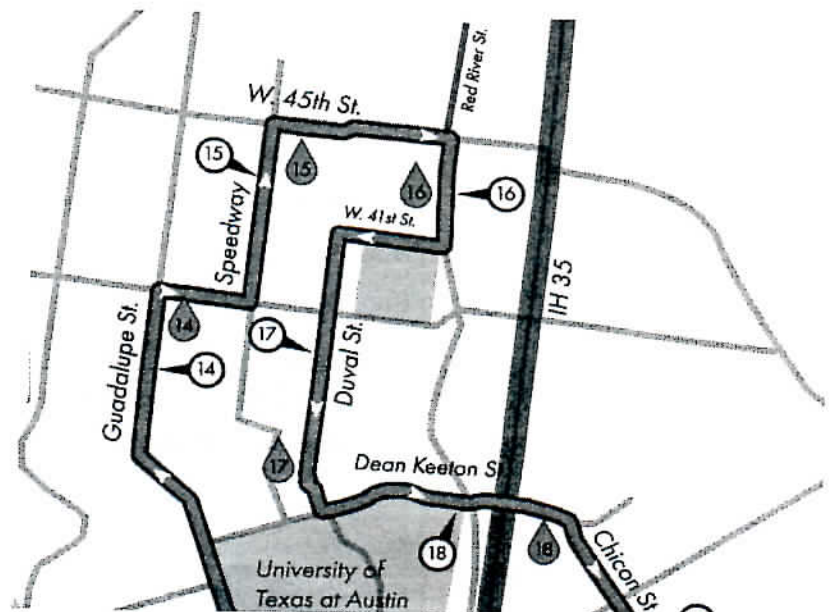 Red River St.
W. 45th St.
15
15
16
16
W. 41st St.
Speedway
IH 35
14
17
Guadalupe St.
14
Duval St.
17
Dean Keeton S
18
18
Chicon St.
University of
Texas at Austin